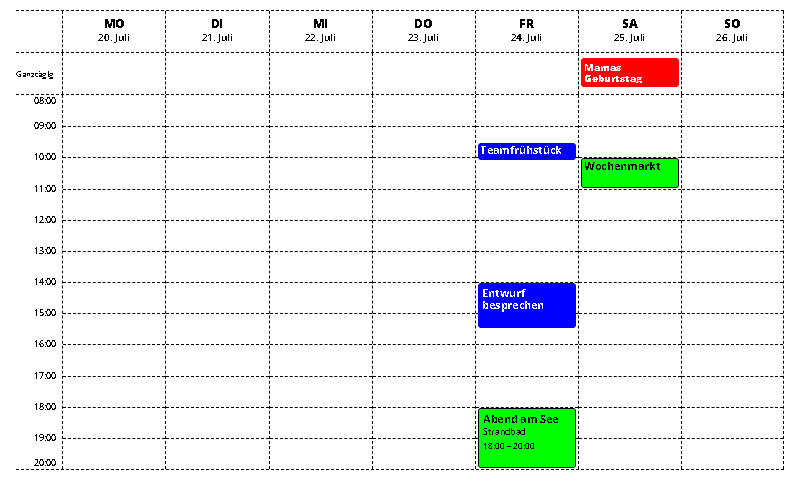 MO DI MI DO FR SA SO
20. Juli 21. Juli 22. Juli 23. Juli 24. Juli 25. Juli 26. Juli
Ganztägig
Mamas
Geburtstag
08:00
09:00
Teamfrühstück
10:00
Wochenmarkt
11:00
12:00
13:00
14:00
Entwurf
besprechen
15:00
16:00
17:00
18:00
Abend am See
Strandbad
18:00 – 20:00
19:00
20:00